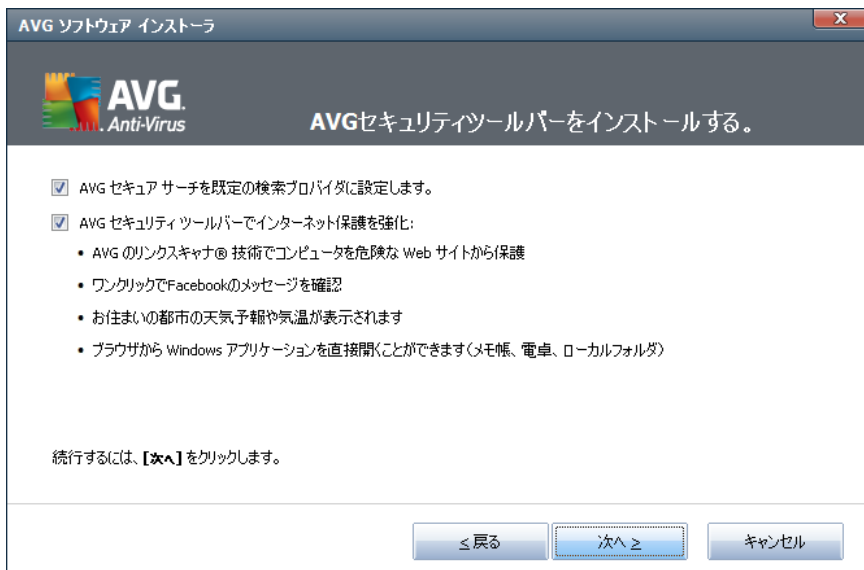 AVG ソフトウェア インストーラ
AVG.
Anti-Virus
AVGセキュリティツールバーをインストールする。
AVG セキュア サーチを既定の検索プロバイダに設定します。
AVG セキュリティ ツールバーでインターネット保護を強化:
• AVG のリンクスキャナ® 技術でコンピュータを危険な Web サイトから保護
• ワンクリックでFacebookのメッセージを確認
• お住まいの都市の天気予報や気温が表示されます
• ブラウザから Windows アプリケーションを直接開くことができます(メモ帳、電卓、ローカルフォルダ)
続行するには、[次へ] をクリックします。
≤ 戻る
次へ ≥
キャンセル